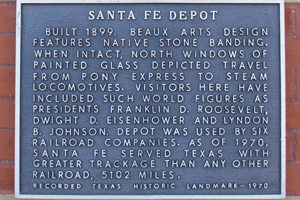 SANTA FE DEPOT
BUILT 1899. BEAUX ARTS DESIGN
FEATURES NATIVE STONE BANDING.
WHEN INTACT, NORTH WINDOWS OF
PAINTED GLASS DEPICTED TRAVEL
FROM PONY EXPRESS TO STEAM
LOCOMOTIVES. VISITORS HERE HAVE
INCLUDED SUCH WORLD FIGURES AS
PRESIDENTS FRANKLIN D. ROOSEVELT,
DWIGHT D. EISENHOWER AND LYNDON
B. JOHNSON. DEPOT WAS USED BY SIX
RAILROAD COMPANIES. AS OF 1970,
SANTA FE SERVED TEXAS WITH
GREATER TRACKAGE THAN ANY OTHER
RAILROAD, 5102 MILES.
RECORDED TEXAS HISTORIC LANDMARK-1970